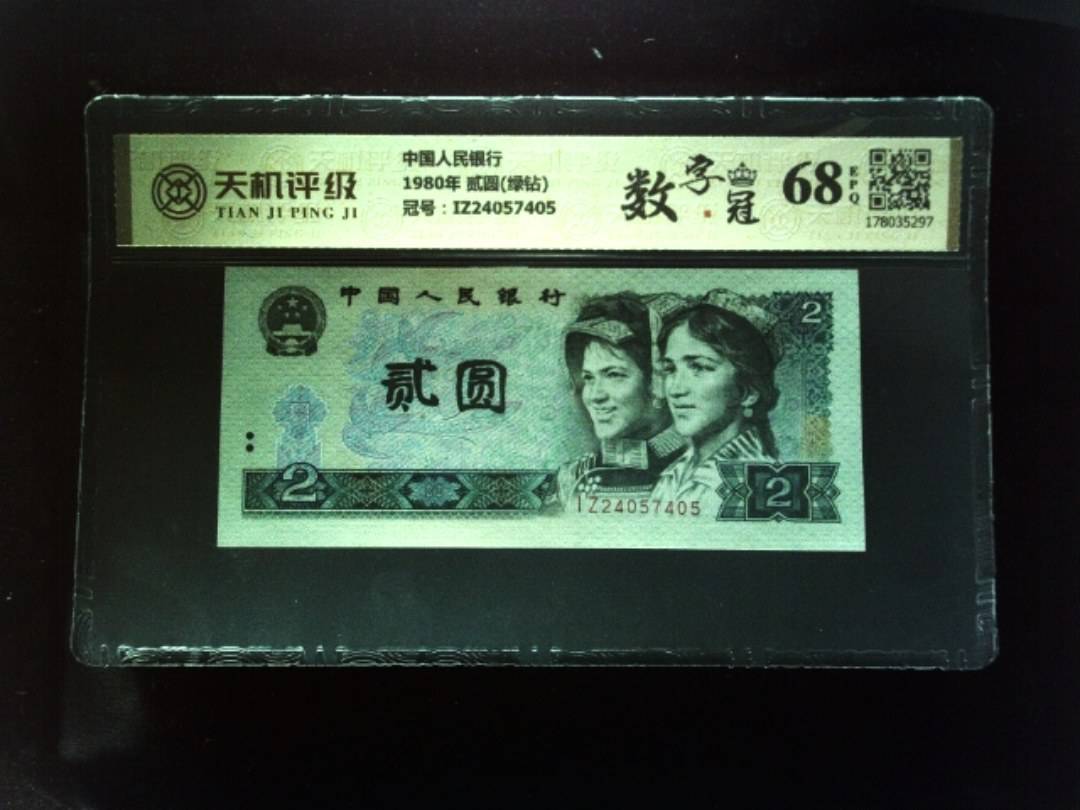 天机评级
TIAN JI PING JI
中国人民银行
1980年 贰圆(绿钻)
冠号：IZ24057405
数字冠
68
EPQ
178035297
中国人民银行
2
贰圆
2
IZ24057405
2